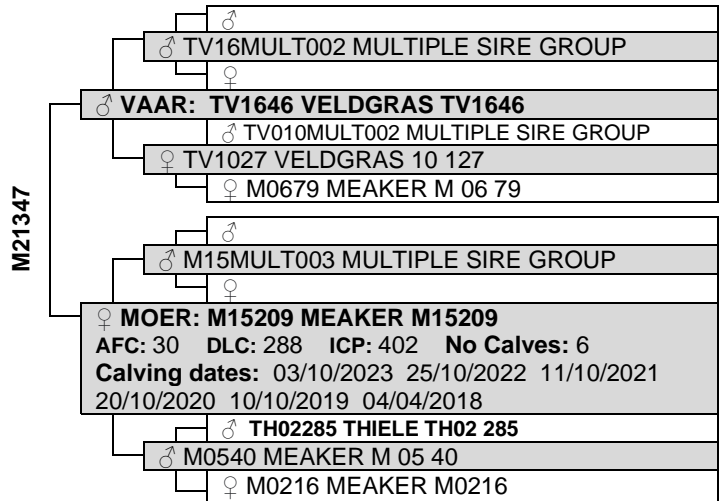 ♂
♂ TV16MULT002 MULTIPLE SIRE GROUP
♀
♂ VAAR: TV1646 VELDGRAS TV1646
♂ TV010MULT002 MULTIPLE SIRE GROUP
♀ TV1027 VELDGRAS 10 127
♀ M0679 MEAKER M 06 79
M21347
♂
♂ M15MULT003 MULTIPLE SIRE GROUP
♀
♀ MOER: M15209 MEAKER M15209
AFC: 30 DLC: 288 ICP: 402 No Calves: 6
Calving dates: 03/10/2023 25/10/2022 11/10/2021
20/10/2020 10/10/2019 04/04/2018
♂ TH02285 THIELE TH02 285
♂ M0540 MEAKER M 05 40
♀ M0216 MEAKER M0216